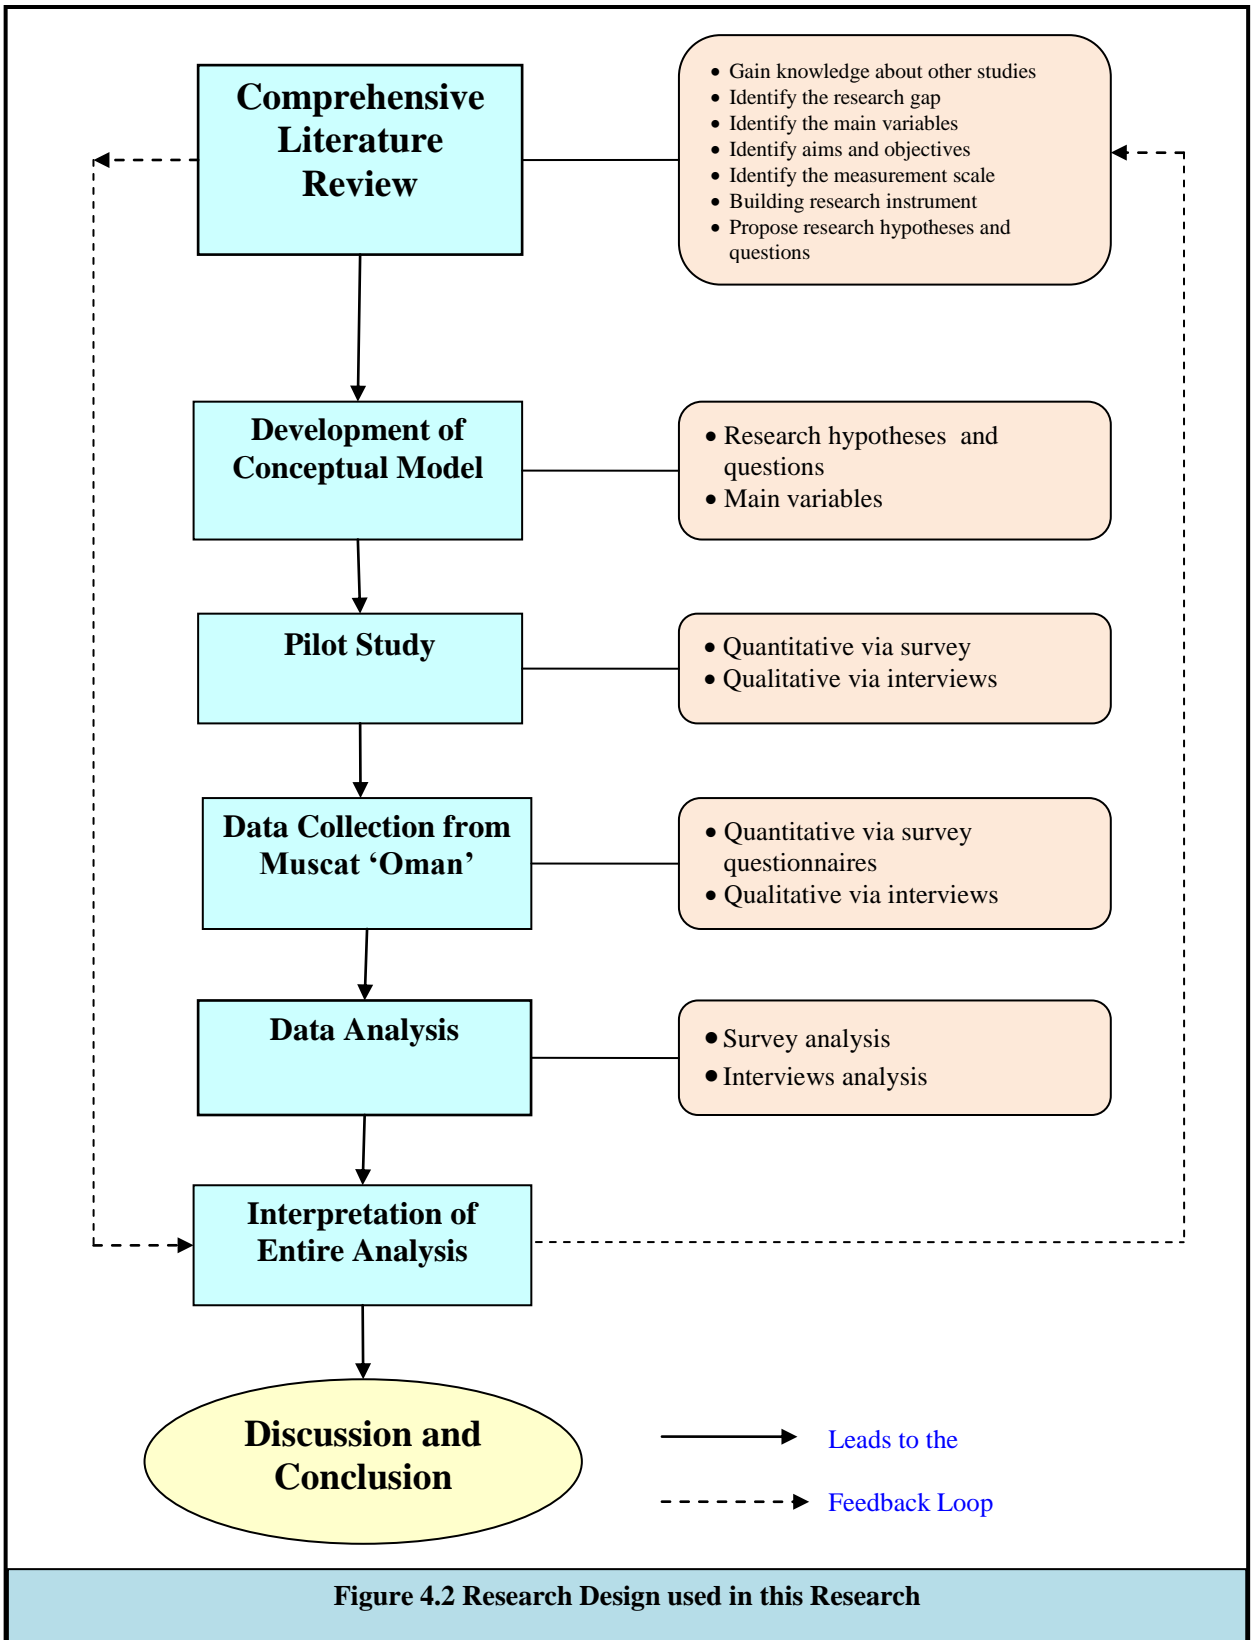 Comprehensive
Literature
Review
• Gain knowledge about other studies
• Identify the research gap
• Identify the main variables
• Identify aims and objectives
• Identify the measurement scale
• Building research instrument
• Propose research hypotheses and
questions
Development of
Conceptual Model
• Research hypotheses and
questions
• Main variables
Pilot Study
• Quantitative via survey
• Qualitative via interviews
Data Collection from
Muscat ‘Oman’
• Quantitative via survey
questionnaires
• Qualitative via interviews
Data Analysis
• Survey analysis
• Interviews analysis
Interpretation of
Entire Analysis
Discussion and
Conclusion
Leads to the
Feedback Loop
Figure 4.2 Research Design used in this Research